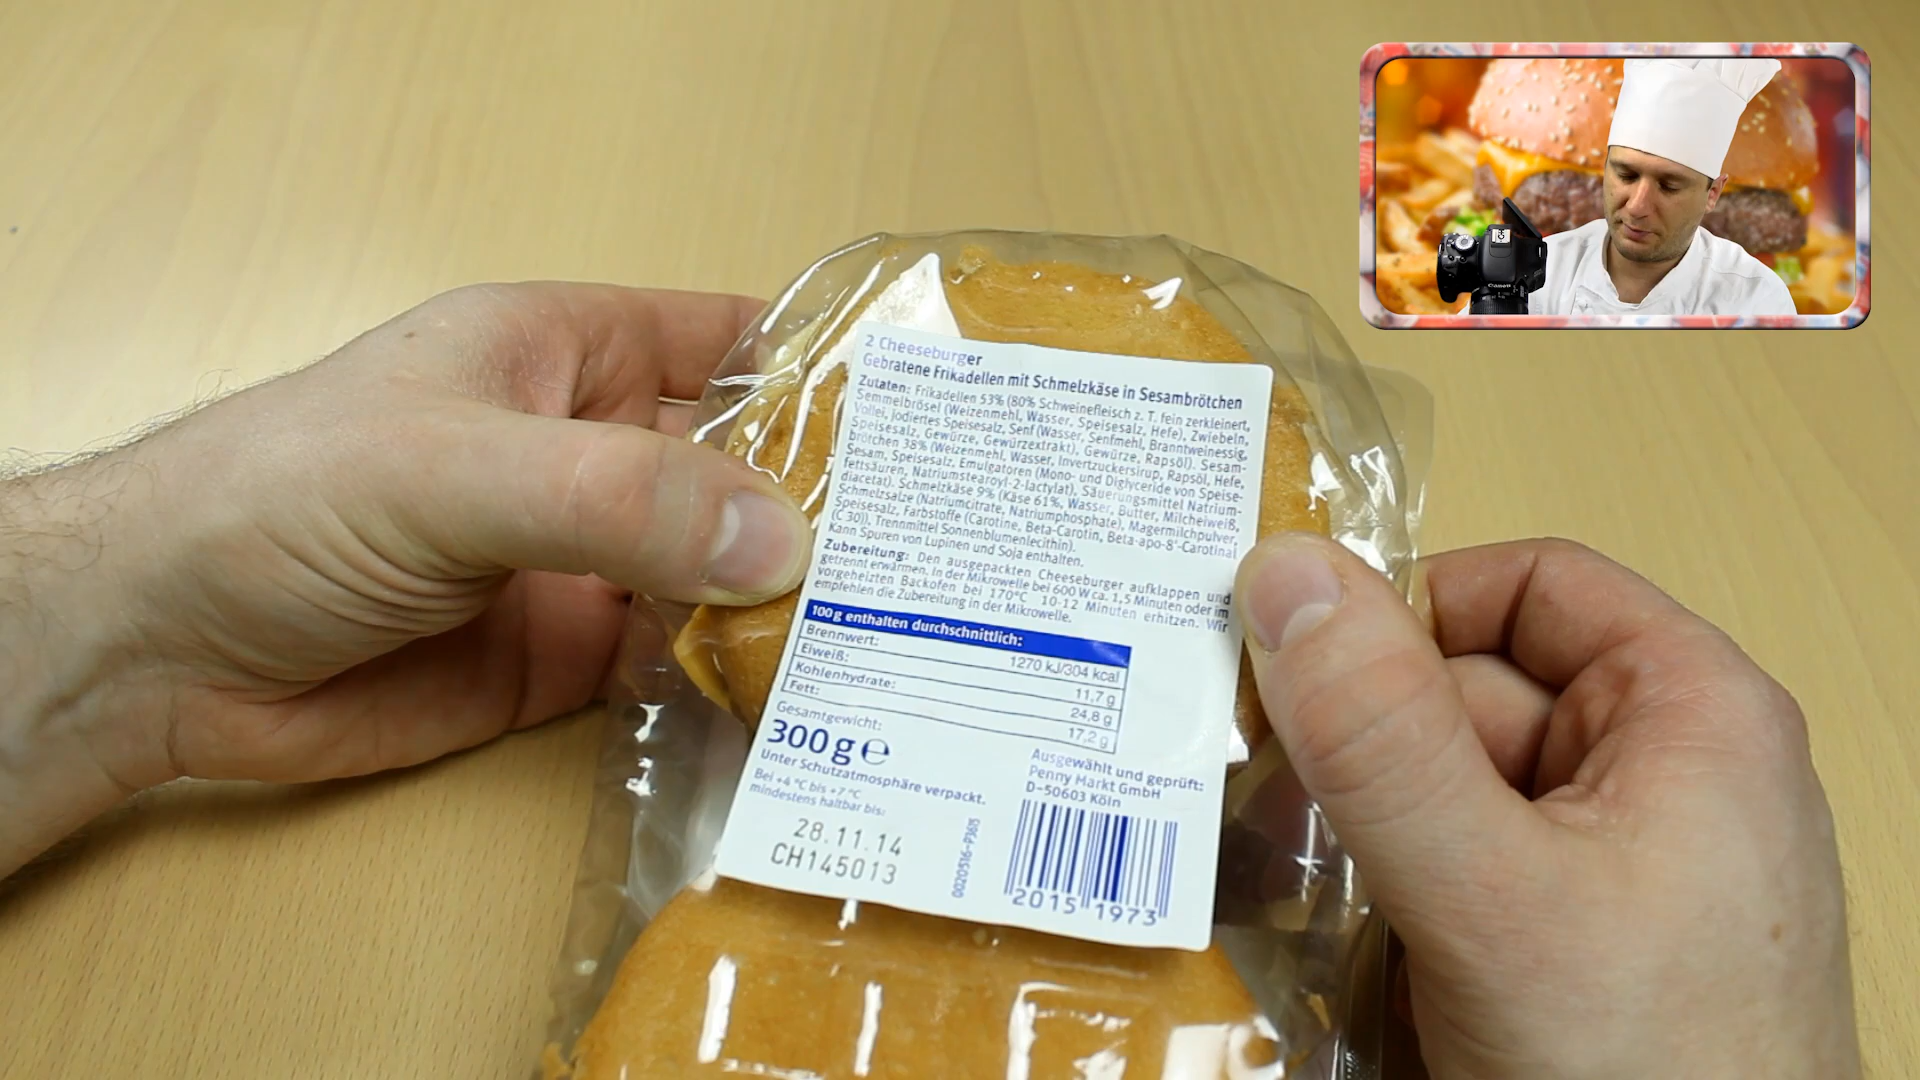 2 Cheeseburger
Gebratene Frikadellen mit Schmelzkäse in Sesambrötchen
Zutaten: Frikadellen 53% (80% Schweinefleisch z. T. fein zerkleinert,
Semmelbrösel (Weizenmehl, Wasser, Speisesalz, Hefe), Zwiebeln,
Vollei, jodiertes Speisesalz, Senf (Wasser, Senfmehl, Branntweinessig,
Speisesalz, Gewürze, Gewürzextrakt), Gewürze, Rapsöl). Sesam-
brötchen 38% (Weizenmehl, Wasser, Invertzuckersirup, Rapsöl, Hefe,
Sesam, Speisesalz, Emulgatoren (Mono- und Diglyceride von Speise-
fettsäuren, Natriumstearoyl-2-lactylat), Säuerungsmittel Natrium-
diacetat). Schmelzkäse 9% (Käse 61%, Wasser, Butter, Milcheiweiß,
Schmelzsalze (Natriumcitrate, Natriumphosphate), Magermilchpulver,
Speisesalz, Farbstoffe (Carotine, Beta-Carotin, Beta-apo-8'-Carotinal
(C 30)), Trennmittel Sonnenblumenlecithin).
Kann Spuren von Lupinen und Soja enthalten.
Zubereitung: Den ausgepackten Cheeseburger aufklappen und
getrennt erwärmen. In der Mikrowelle bei 600 W ca. 1,5 Minuten oder im
vorgeheizten Backofen bei 170°C 10-12 Minuten erhitzen. Wir
empfehlen die Zubereitung in der Mikrowelle.
100 g enthalten durchschnittlich:
Brennwert: 1270 kJ/304 kcal
Eiweiß: 11,7 g
Kohlenhydrate: 24,8 g
Fett: 17,2 g
Gesamtgewicht:
300 g e
Unter Schutzatmosphäre verpackt.
Bei +4 °C bis +7 °C
mindestens haltbar bis:
28.11.14
CH145013
0020516-P3615
Ausgewählt und geprüft:
Penny Markt GmbH
D-50603 Köln
2015 1973
Canon